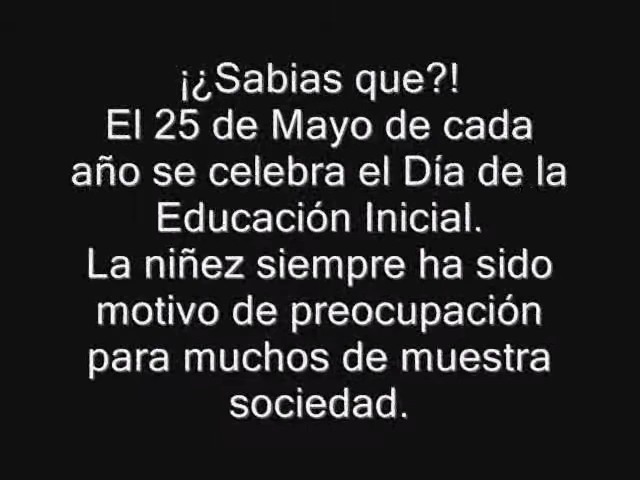 ¡¿Sabias que?!
El 25 de Mayo de cada
año se celebra el Día de la
Educación Inicial.
La niñez siempre ha sido
motivo de preocupación
para muchos de muestra
sociedad.